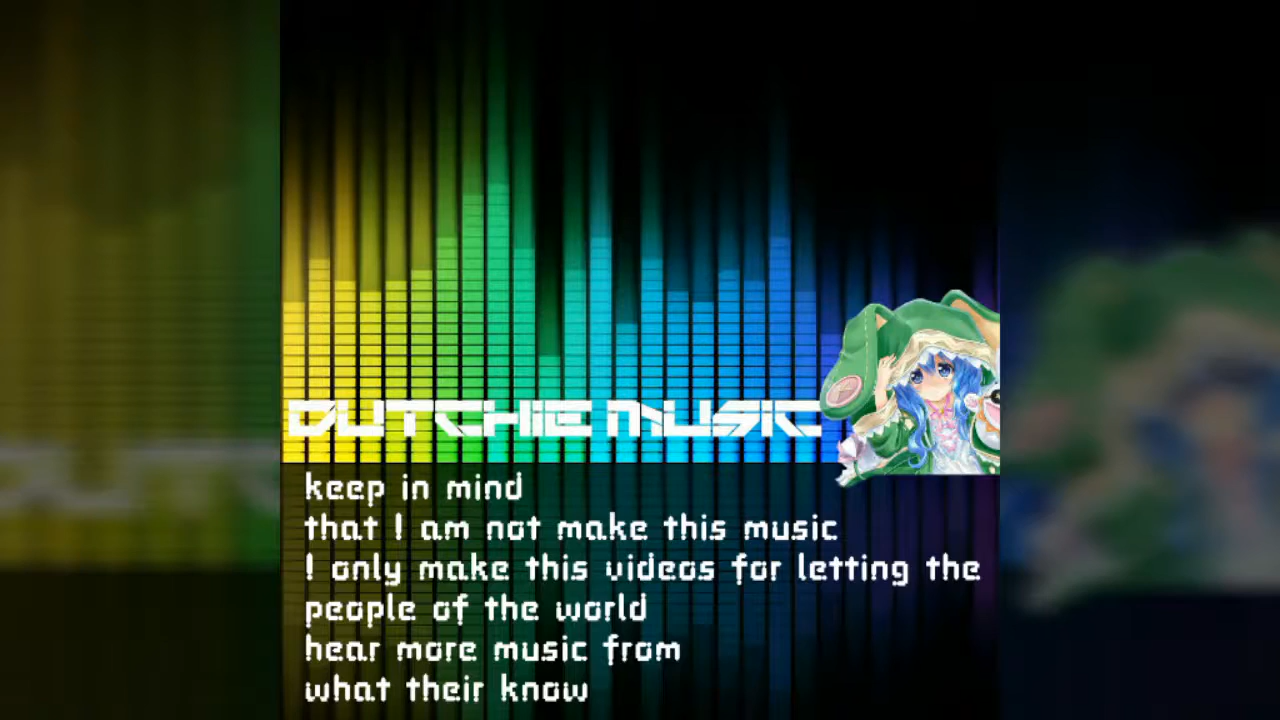 DUTCHIE MUSIC
keep in mind
that I am not make this music
I only make this videos for letting the
people of the world
hear more music from
what their know